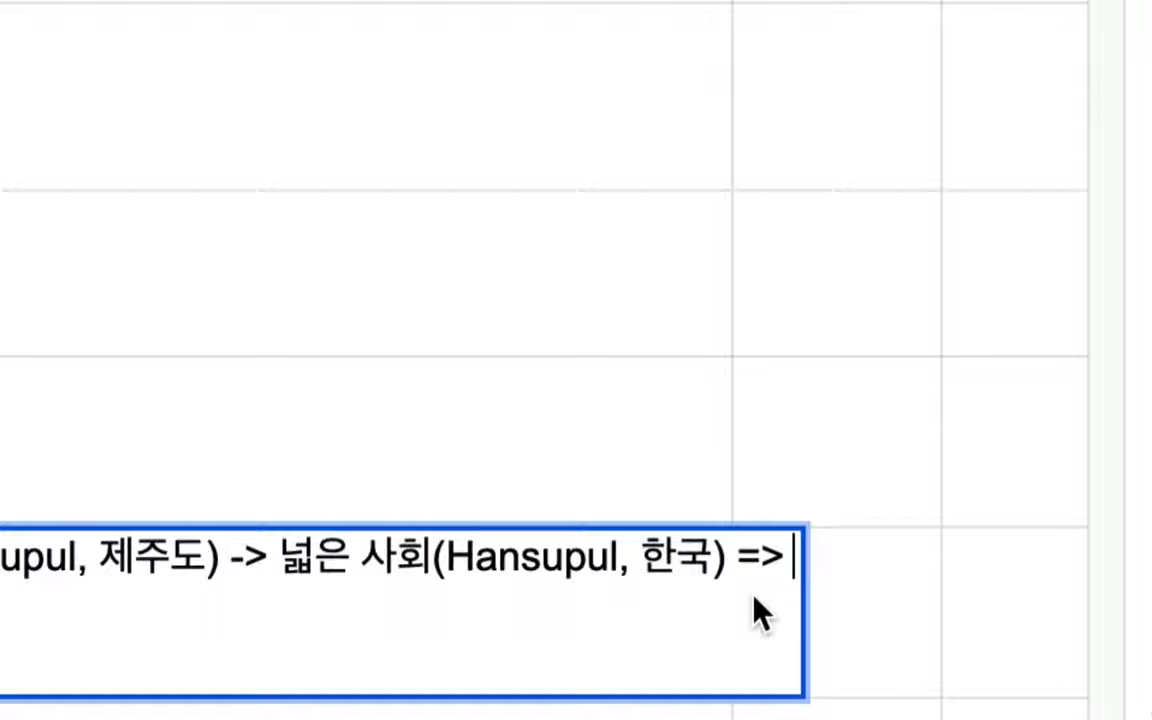 upul, 제주도) -> 넓은 사회(Hansupul, 한국) =>